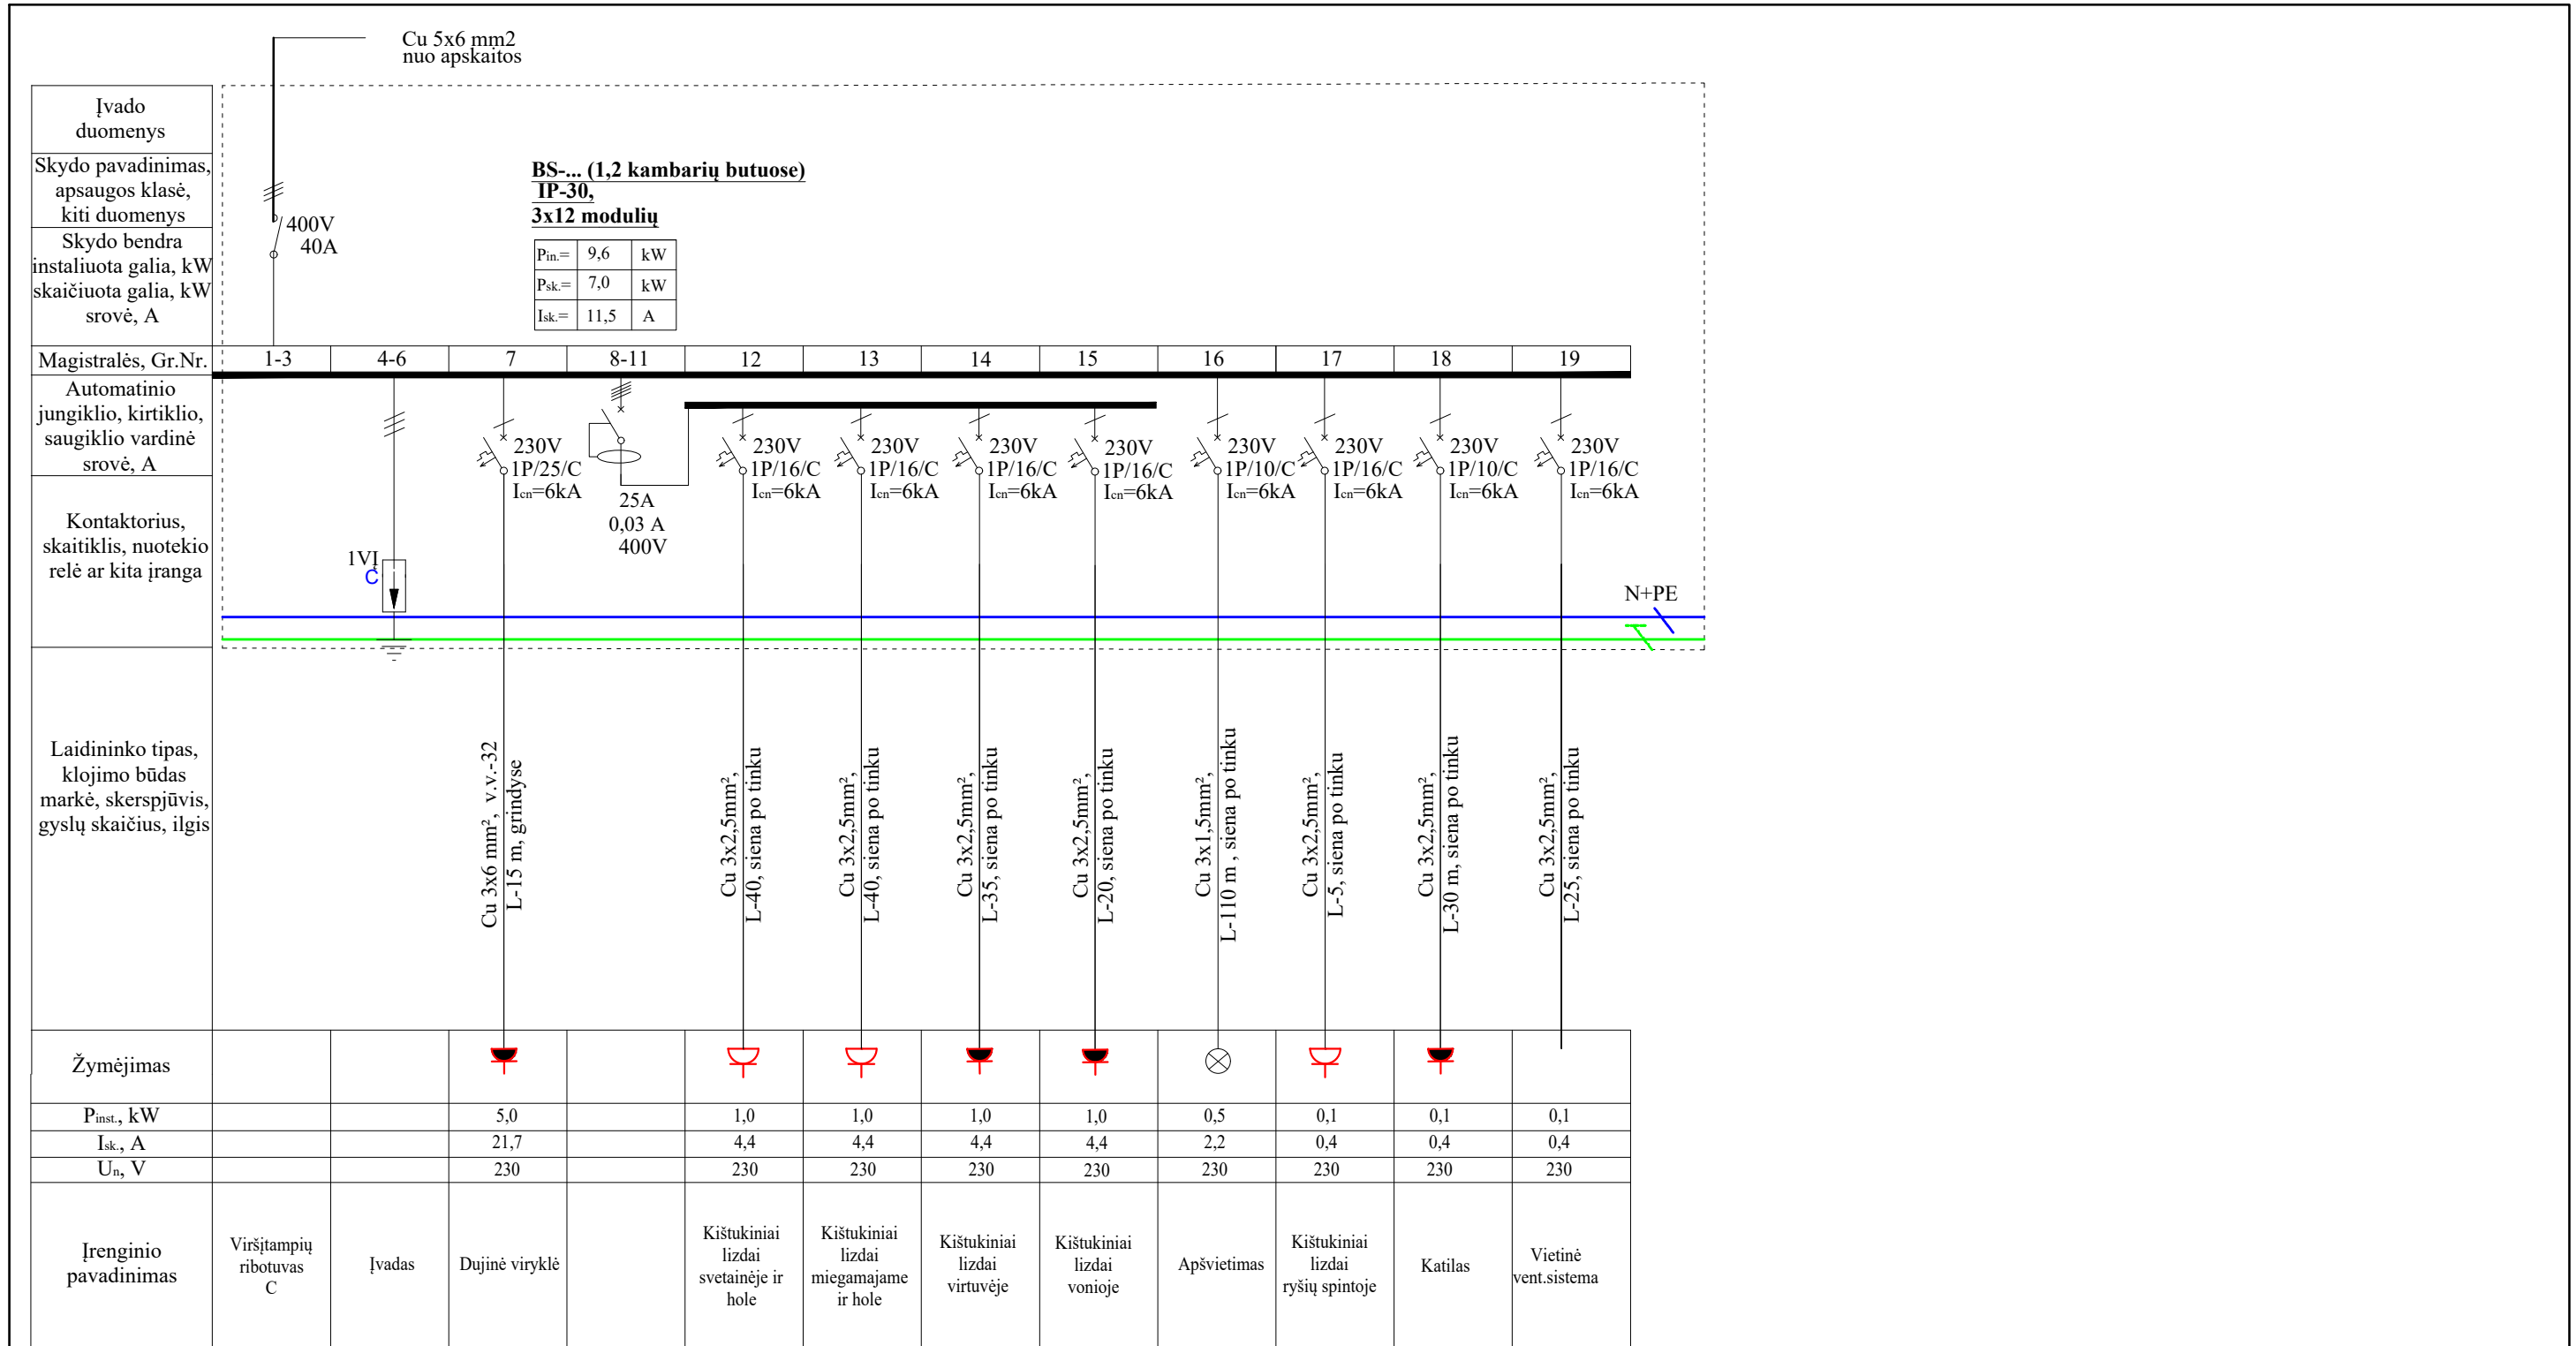 Cu 5x6 mm2
nuo apskaitos
Įvado
duomenys
Skydo pavadinimas,
apsaugos klasė,
kiti duomenys
Skydo bendra
instaliuota galia, kW
skaičiuota galia, kW
srovė, A
400V
40A
BS-... (1,2 kambarių butuose)
IP-30,
3x12 modulių
Pin.= 9,6 kW
Psk.= 7,0 kW
Isk.= 11,5 A
Magistralės, Gr.Nr. 1-3 4-6 7 8-11 12 13 14 15 16 17 18 19
Automatinio
jungiklio, kirtiklio,
saugiklio vardinė
srovė, A
230V
1P/25/C
Icn=6kA
25A
0,03 A
400V
230V
1P/16/C
Icn=6kA
230V
1P/16/C
Icn=6kA
230V
1P/16/C
Icn=6kA
230V
1P/16/C
Icn=6kA
230V
1P/10/C
Icn=6kA
230V
1P/16/C
Icn=6kA
230V
1P/10/C
Icn=6kA
230V
1P/16/C
Icn=6kA
Kontaktorius,
skaitiklis, nuotekio
relė ar kita įranga
1VĮ
C
N+PE
Laidininko tipas,
klojimo būdas
markė, skerspjūvis,
gyslų skaičius, ilgis
Cu 3x6 mm², v.v.-32
L-15 m, grindyse
Cu 3x2,5mm²,
L-40, siena po tinku
Cu 3x2,5mm²,
L-40, siena po tinku
Cu 3x2,5mm²,
L-35, siena po tinku
Cu 3x2,5mm²,
L-20, siena po tinku
Cu 3x1,5mm²,
L-110 m , siena po tinku
Cu 3x2,5mm²,
L-5, siena po tinku
Cu 3x2,5mm²,
L-30 m, siena po tinku
Cu 3x2,5mm²,
L-25, siena po tinku
Žymėjimas
Pinst., kW 5,0 1,0 1,0 1,0 1,0 0,5 0,1 0,1 0,1
Isk., A 21,7 4,4 4,4 4,4 4,4 2,2 0,4 0,4 0,4
Un, V 230 230 230 230 230 230 230 230 230
Įrenginio
pavadinimas
Viršįtampių
ribotuvas
C
Įvadas
Dujinė viryklė
Kištukiniai
lizdai
svetainėje ir
hole
Kištukiniai
lizdai
miegamajame
ir hole
Kištukiniai
lizdai
virtuvėje
Kištukiniai
lizdai
vonioje
Apšvietimas
Kištukiniai
lizdai
ryšių spintoje
Katilas
Vietinė
vent.sistema